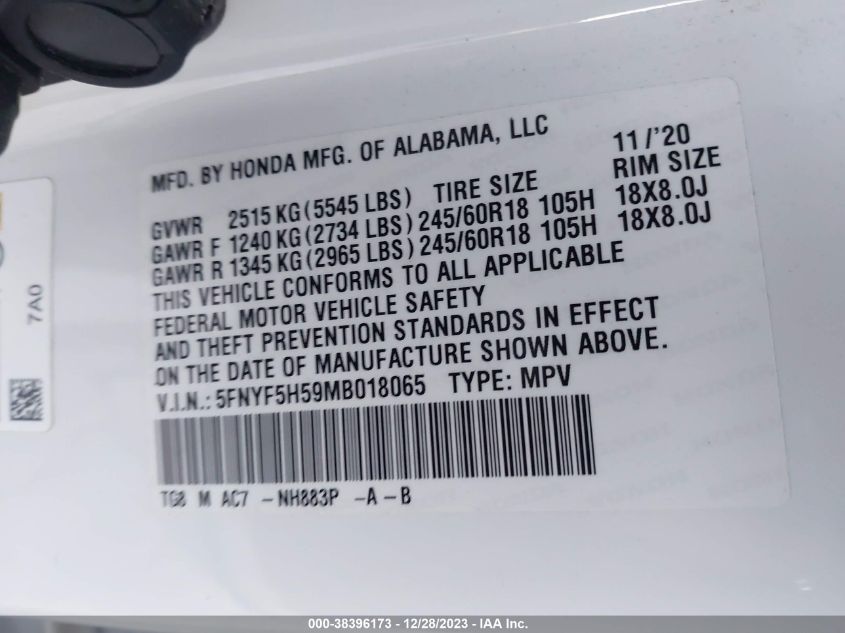 MFD. BY HONDA MFG. OF ALABAMA, LLC 11/'20
GVWR 2515 KG (5545 LBS) TIRE SIZE RIM SIZE
GAWR F 1240 KG (2734 LBS) 245/60R18 105H 18X8.0J
GAWR R 1345 KG (2965 LBS) 245/60R18 105H 18X8.0J
THIS VEHICLE CONFORMS TO ALL APPLICABLE
FEDERAL MOTOR VEHICLE SAFETY
AND THEFT PREVENTION STANDARDS IN EFFECT
ON THE DATE OF MANUFACTURE SHOWN ABOVE.
V.I.N.: 5FNYF5H59MB018065 TYPE: MPV
TG8 M AC7 -NH883P -A-B
7A0
000-38396173 - 12/28/2023 - IAA Inc.